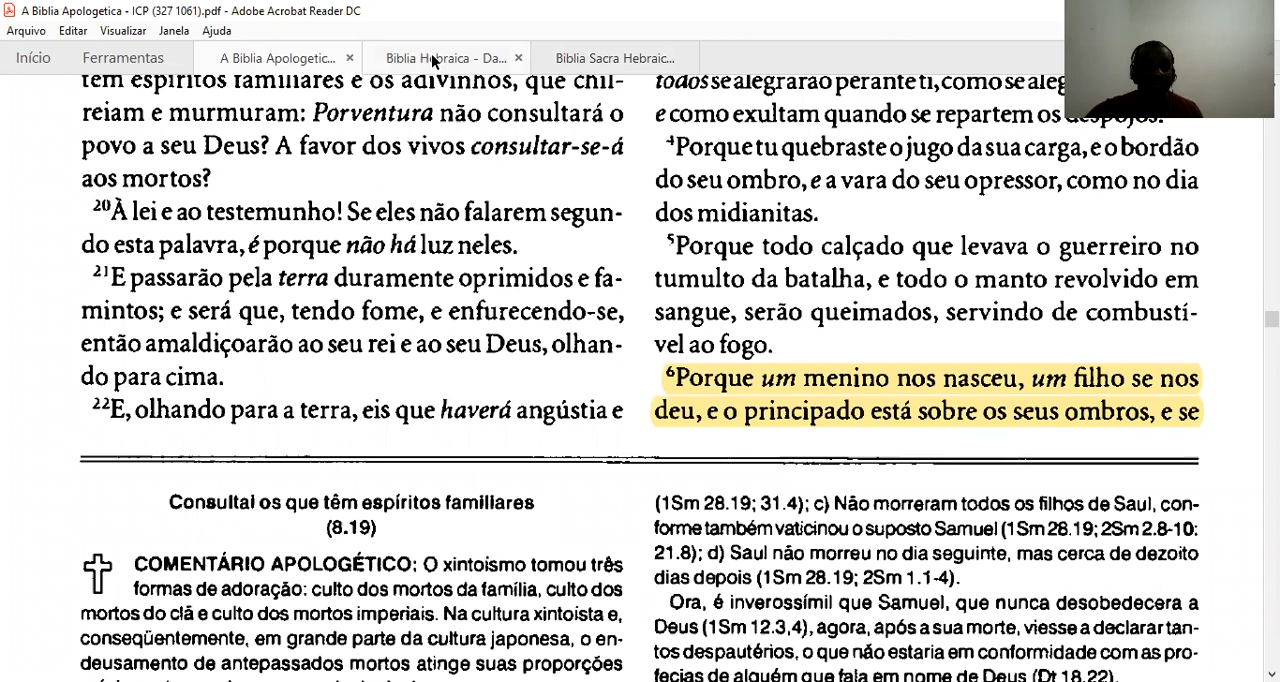 A Biblia Apologetica - ICP (327 1061).pdf - Adobe Acrobat Reader DC
Arquivo Editar Visualizar Janela Ajuda
Início Ferramentas A Biblia Apologetic... × Biblia Hebraica - Da... × Biblia Sacra Hebraic...
têm espíritos familiares e os adivinhos, que chil-
reiam e murmuram: Porventura não consultará o
povo a seu Deus? A favor dos vivos consultar-se-á
aos mortos?
20À lei e ao testemunho! Se eles não falarem segun-
do esta palavra, é porque não há luz neles.
21E passarão pela terra duramente oprimidos e fa-
mintos; e será que, tendo fome, e enfurecendo-se,
então amaldiçoarão ao seu rei e ao seu Deus, olhan-
do para cima.
22E, olhando para a terra, eis que haverá angústia e
todos se alegrarão perante ti, como se aleg
e como exultam quando se repartem os despojos.
4Porque tu quebraste o jugo da sua carga, e o bordão
do seu ombro, e a vara do seu opressor, como no dia
dos midianitas.
5Porque todo calçado que levava o guerreiro no
tumulto da batalha, e todo o manto revolvido em
sangue, serão queimados, servindo de combustí-
vel ao fogo.
6Porque um menino nos nasceu, um filho se nos
deu, e o principado está sobre os seus ombros, e se
Consultai os que têm espíritos familiares
(8.19)
COMENTÁRIO APOLOGÉTICO: O xintoísmo tomou três
formas de adoração: culto dos mortos da família, culto dos
mortos do clã e culto dos mortos imperiais. Na cultura xintoísta e,
conseqüentemente, em grande parte da cultura japonesa, o en-
deusamento de antepassados mortos atinge suas proporções
(1Sm 28.19; 31.4); c) Não morreram todos os filhos de Saul, con-
forme também vaticinou o suposto Samuel (1Sm 28.19; 2Sm 2.8-10:
21.8); d) Saul não morreu no dia seguinte, mas cerca de dezoito
dias depois (1Sm 28.19; 2Sm 1.1-4).
Ora, é inverossímil que Samuel, que nunca desobedecera a
Deus (1Sm 12.3,4), agora, após a sua morte, viesse a declarar tan-
tos despautérios, o que não estaria em conformidade com as pro-
fecias de alguém que fala em nome de Deus (Dt 18.22).